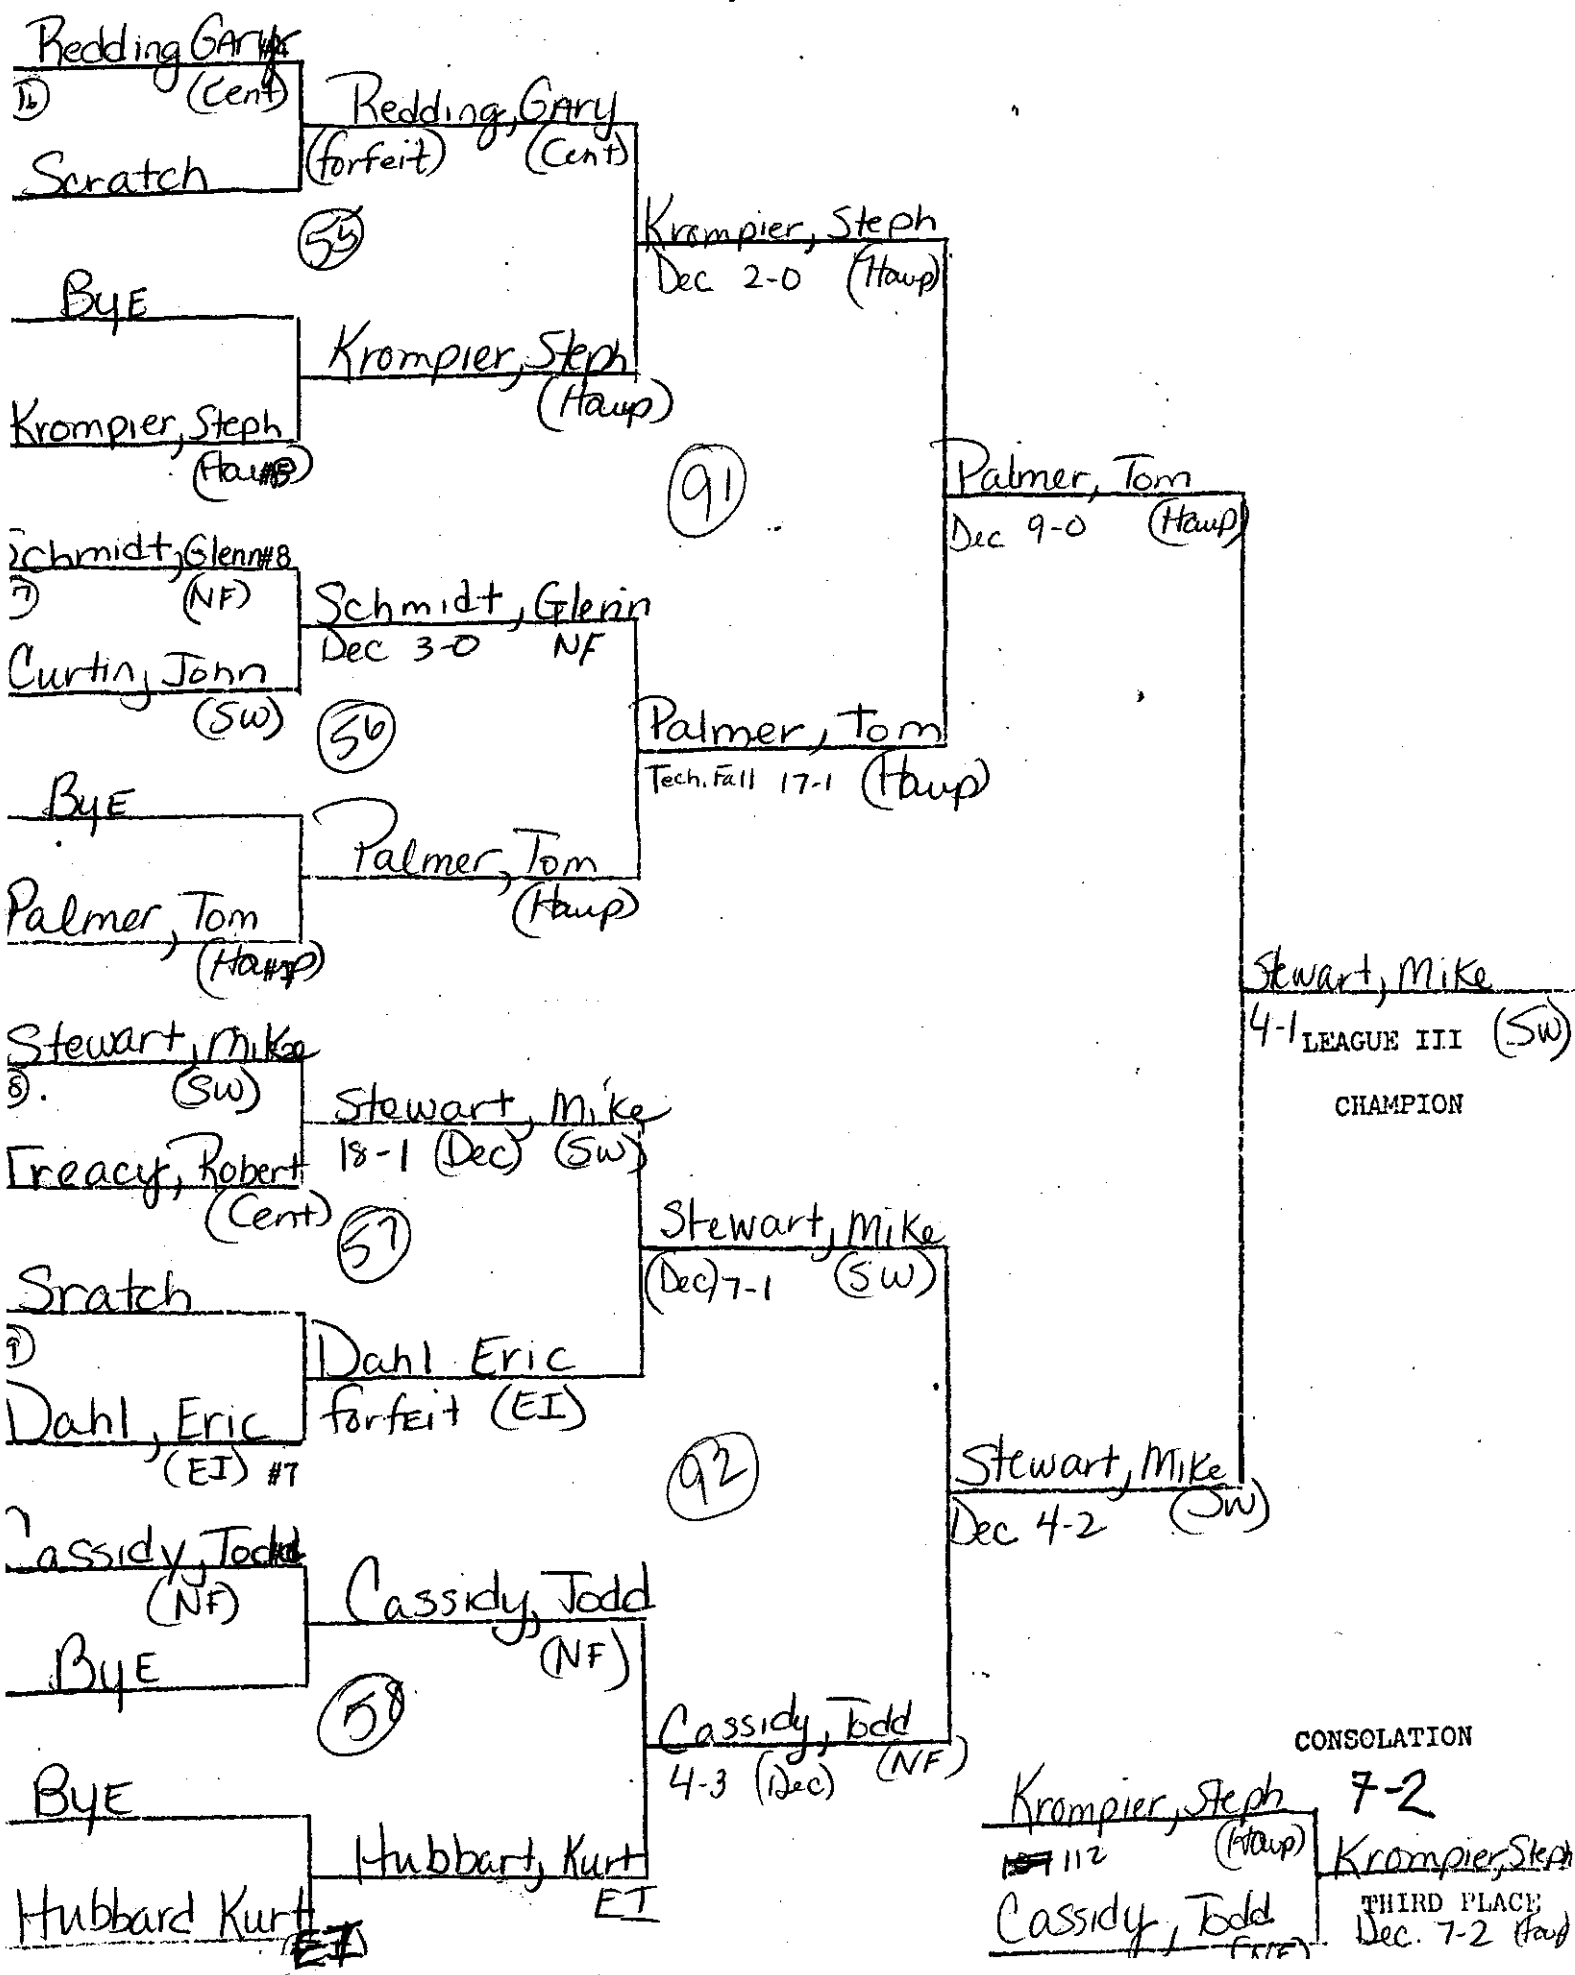 Redding Gary
16 (Cent)
Scratch
Redding, Gary
(forfeit) (Cent)
55
ByE
Krompier, Steph
(Haup)
Krompier, Steph
(Haup)
Krompier, Steph
Dec 2-0 (Haup)
91
Schmidt, Glenn #8
(NF)
Curtin, John
(SW)
Schmidt, Glenn
Dec 3-0 NF
56
ByE
Palmer, Tom
(Haup)
Palmer, Tom
(Haup)
Palmer, Tom
Tech. Fall 17-1 (Haup)
Palmer, Tom
Dec 9-0 (Haup)
Stewart, Mike
(SW)
Treacy, Robert
(Cent)
Stewart, Mike
18-1 (Dec) (SW)
57
Sratch
Dahl, Eric
(EI) #7
Dahl Eric
forfeit (EI)
Stewart, Mike
(Dec) 7-1 (SW)
92
Cassidy, Todd
(NF)
ByE
Cassidy, Todd
(NF)
58
ByE
Hubbard Kurt
(EI)
Hubbart, Kurt
EI
Cassidy, Todd
4-3 (Dec) (NF)
Stewart, Mike
Dec 4-2 (SW)
Stewart, Mike
4-1 LEAGUE III (SW)
CHAMPION
CONSOLATION
Krompier, Steph 7-2
(Haup)
112
Cassidy, Todd
(NF)
Krompier, Steph
THIRD PLACE
Dec. 7-2 (Haup)